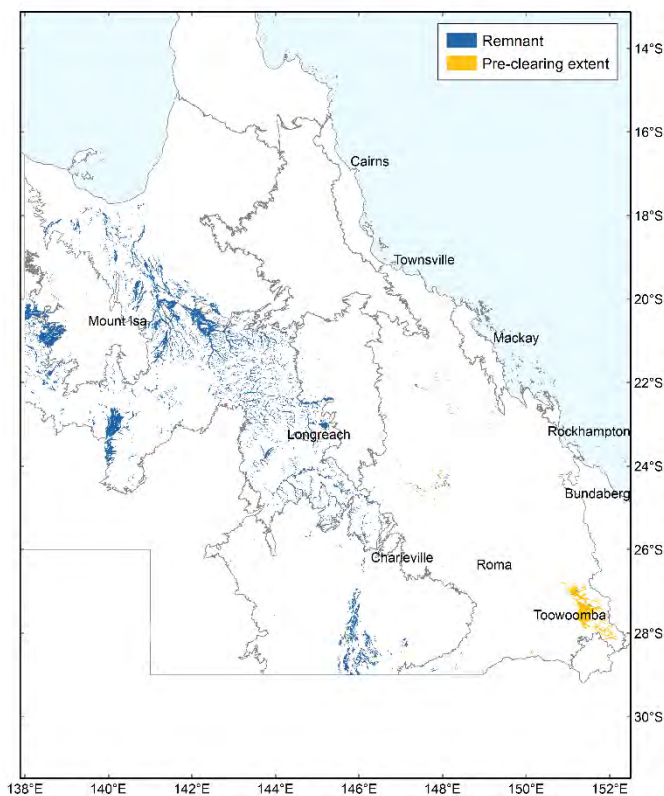 Remnant
Pre-clearing extent
14°S
16°S
Cairns
18°S
Townsville
20°S
Mount Isa
Mackay
22°S
Longreach
Rockhampton
24°S
Bundaberg
Charleville
26°S
Roma
Toowoomba
28°S
30°S
138°E 140°E 142°E 144°E 146°E 148°E 150°E 152°E